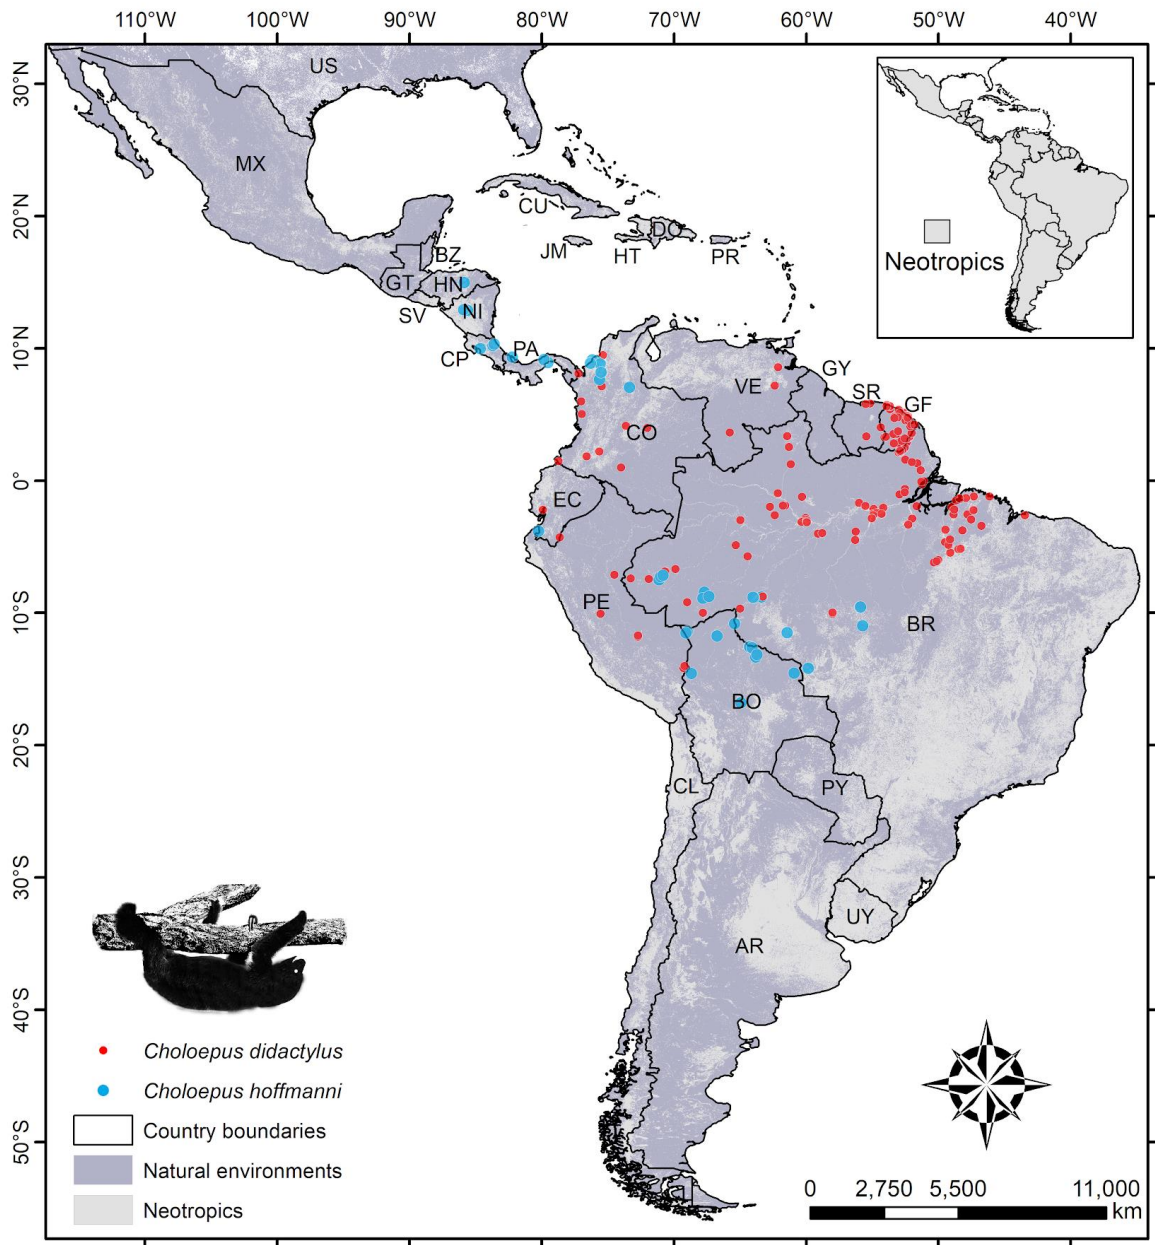 110°W 100°W 90°W 80°W 70°W 60°W 50°W 40°W
30°N
20°N
10°N
0°
10°S
20°S
30°S
40°S
50°S
US
MX
CU
DO
JM
HT
PR
BZ
GT
HN
SV
NI
CP
PA
VE
GY
SR
GF
CO
EC
PE
BR
BO
CL
PY
UY
AR
Neotropics
Choloepus didactylus
Choloepus hoffmanni
Country boundaries
Natural environments
Neotropics
0 2,750 5,500 11,000
km